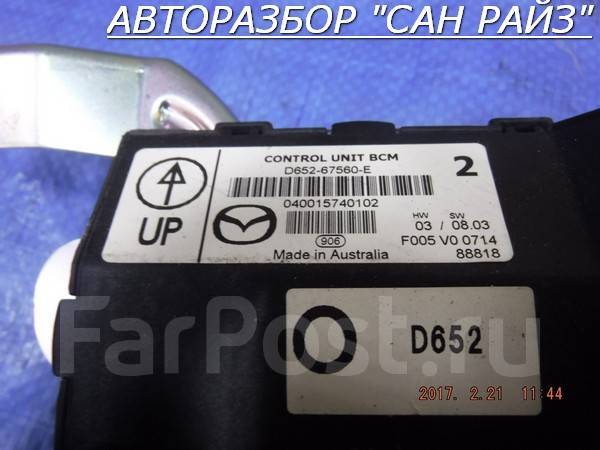 АВТОРАЗБОР "САН РАЙЗ"
CONTROL UNIT BCM
D652-67560-E
2
040015740102
UP
HW SW
03 / 08.03
906
F005 V0 0714
Made in Australia
88818
D652
FarPost.ru
2017. 2.21 11:44